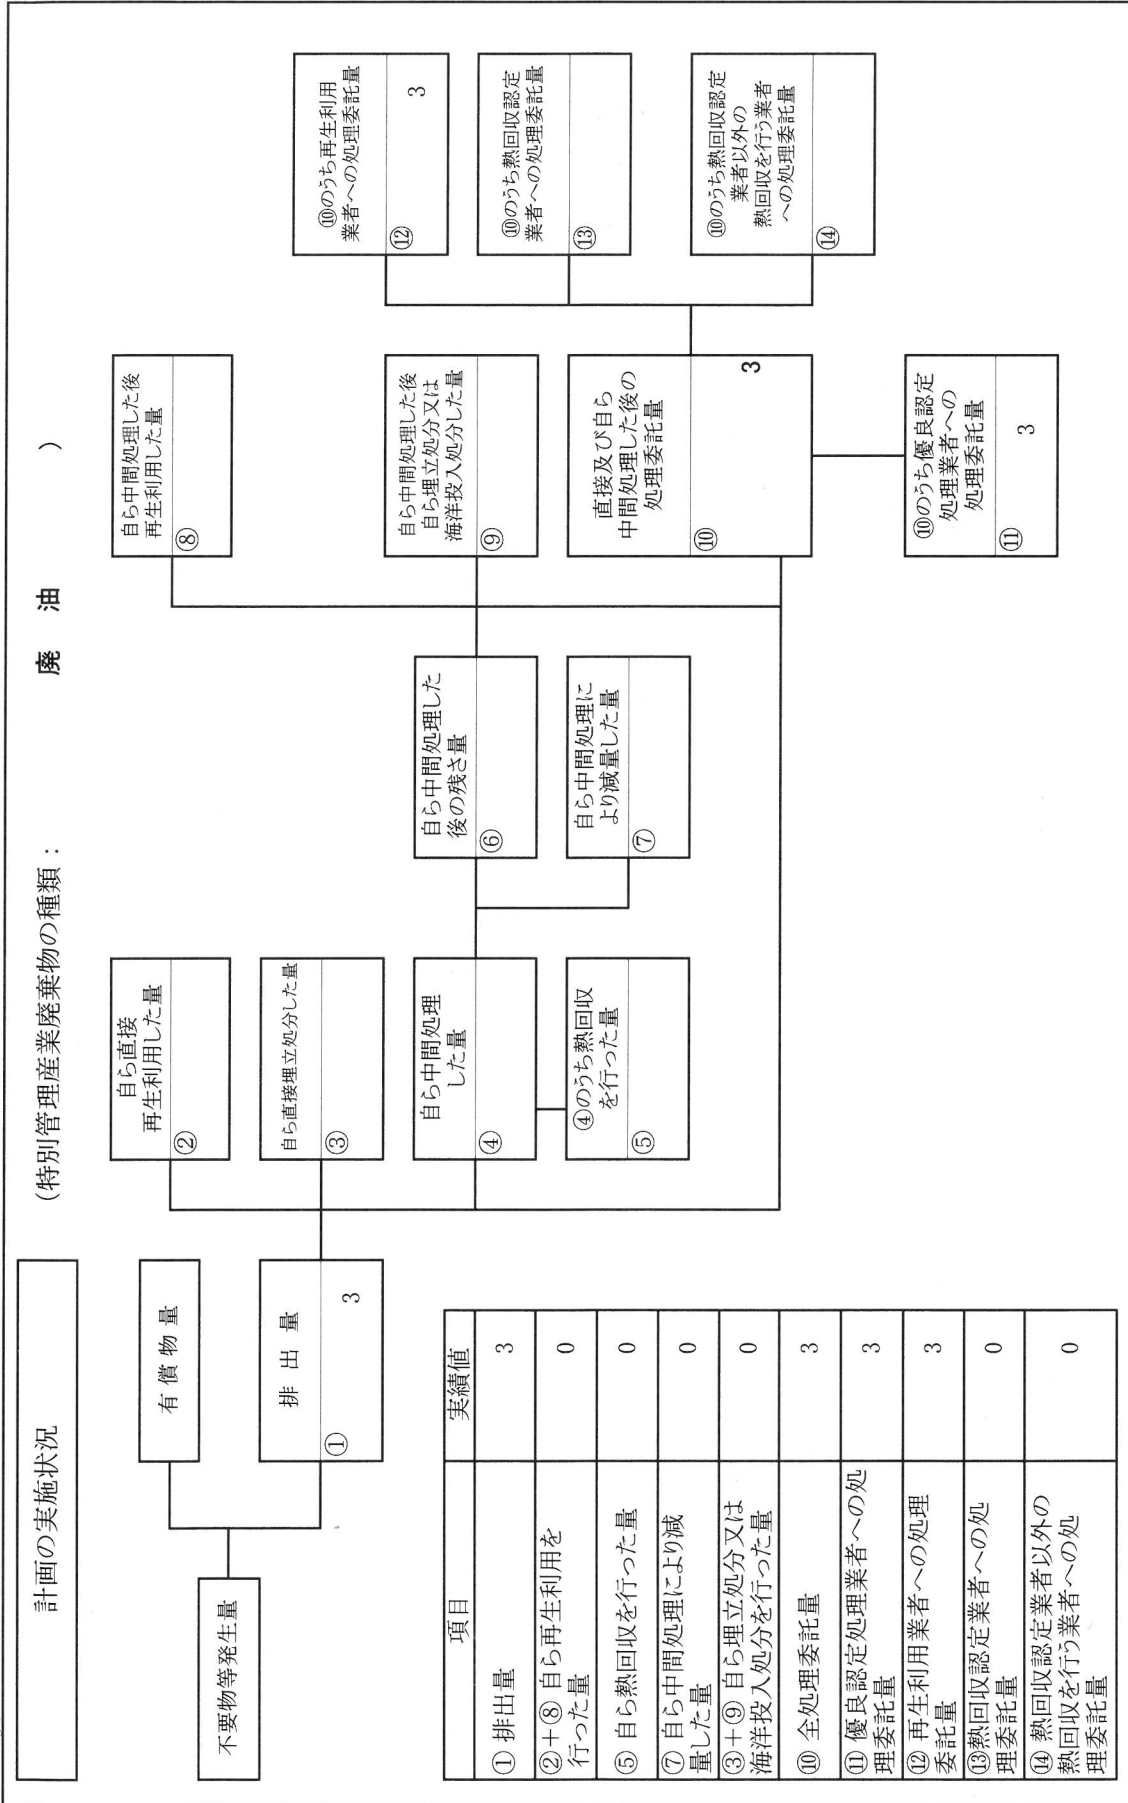 計画の実施状況
(特別管理産業廃棄物の種類： 廃 油 )
不要物等発生量
有 償 物 量
排 出 量
① 3
自ら直接
再生利用した量
②
自ら直接埋立処分した量
③
自ら中間処理
した量
④
④のうち熱回収
を行った量
⑤
自ら中間処理した
後の残さ量
⑥
自ら中間処理に
より減量した量
⑦
自ら中間処理した後
再生利用した量
⑧
自ら中間処理した後
自ら埋立処分又は
海洋投入処分した量
⑨
直接及び自ら
中間処理した後の
処理委託量
⑩ 3
⑩のうち優良認定
処理業者への
処理委託量
⑪ 3
⑩のうち再生利用
業者への処理委託量
⑫ 3
⑩のうち熱回収認定
業者への処理委託量
⑬
⑩のうち熱回収認定
業者以外の
熱回収を行う業者
への処理委託量
⑭
項目 実績値
① 排出量 3
②＋⑧ 自ら再生利用を
行った量 0
⑤ 自ら熱回収を行った量 0
⑦ 自ら中間処理により減
量した量 0
③＋⑨ 自ら埋立処分又は
海洋投入処分を行った量 0
⑩ 全処理委託量 3
⑪ 優良認定処理業者への処
理委託量 3
⑫ 再生利用業者への処理
委託量 3
⑬熱回収認定業者への処
理委託量 0
⑭ 熱回収認定業者以外の
熱回収を行う業者への処
理委託量 0